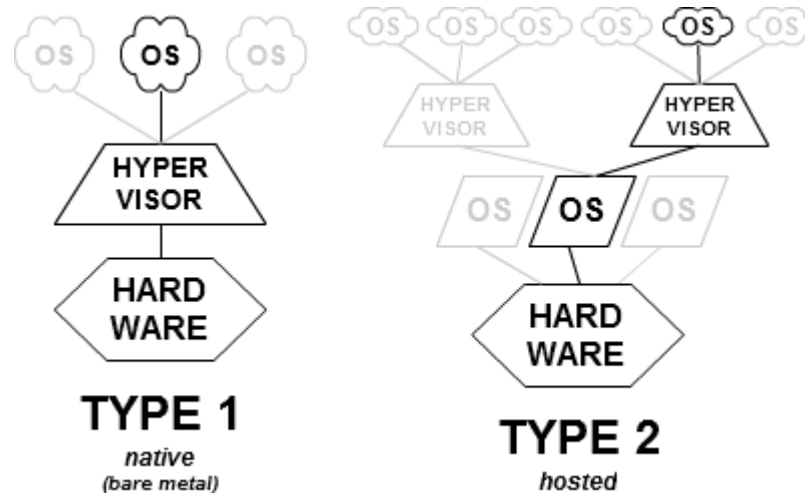 OS OS OS
HYPER
VISOR
HARD
WARE
TYPE 1
native
(bare metal)
OS OS OS OS OS OS
HYPER
VISOR
HYPER
VISOR
OS OS OS
HARD
WARE
TYPE 2
hosted